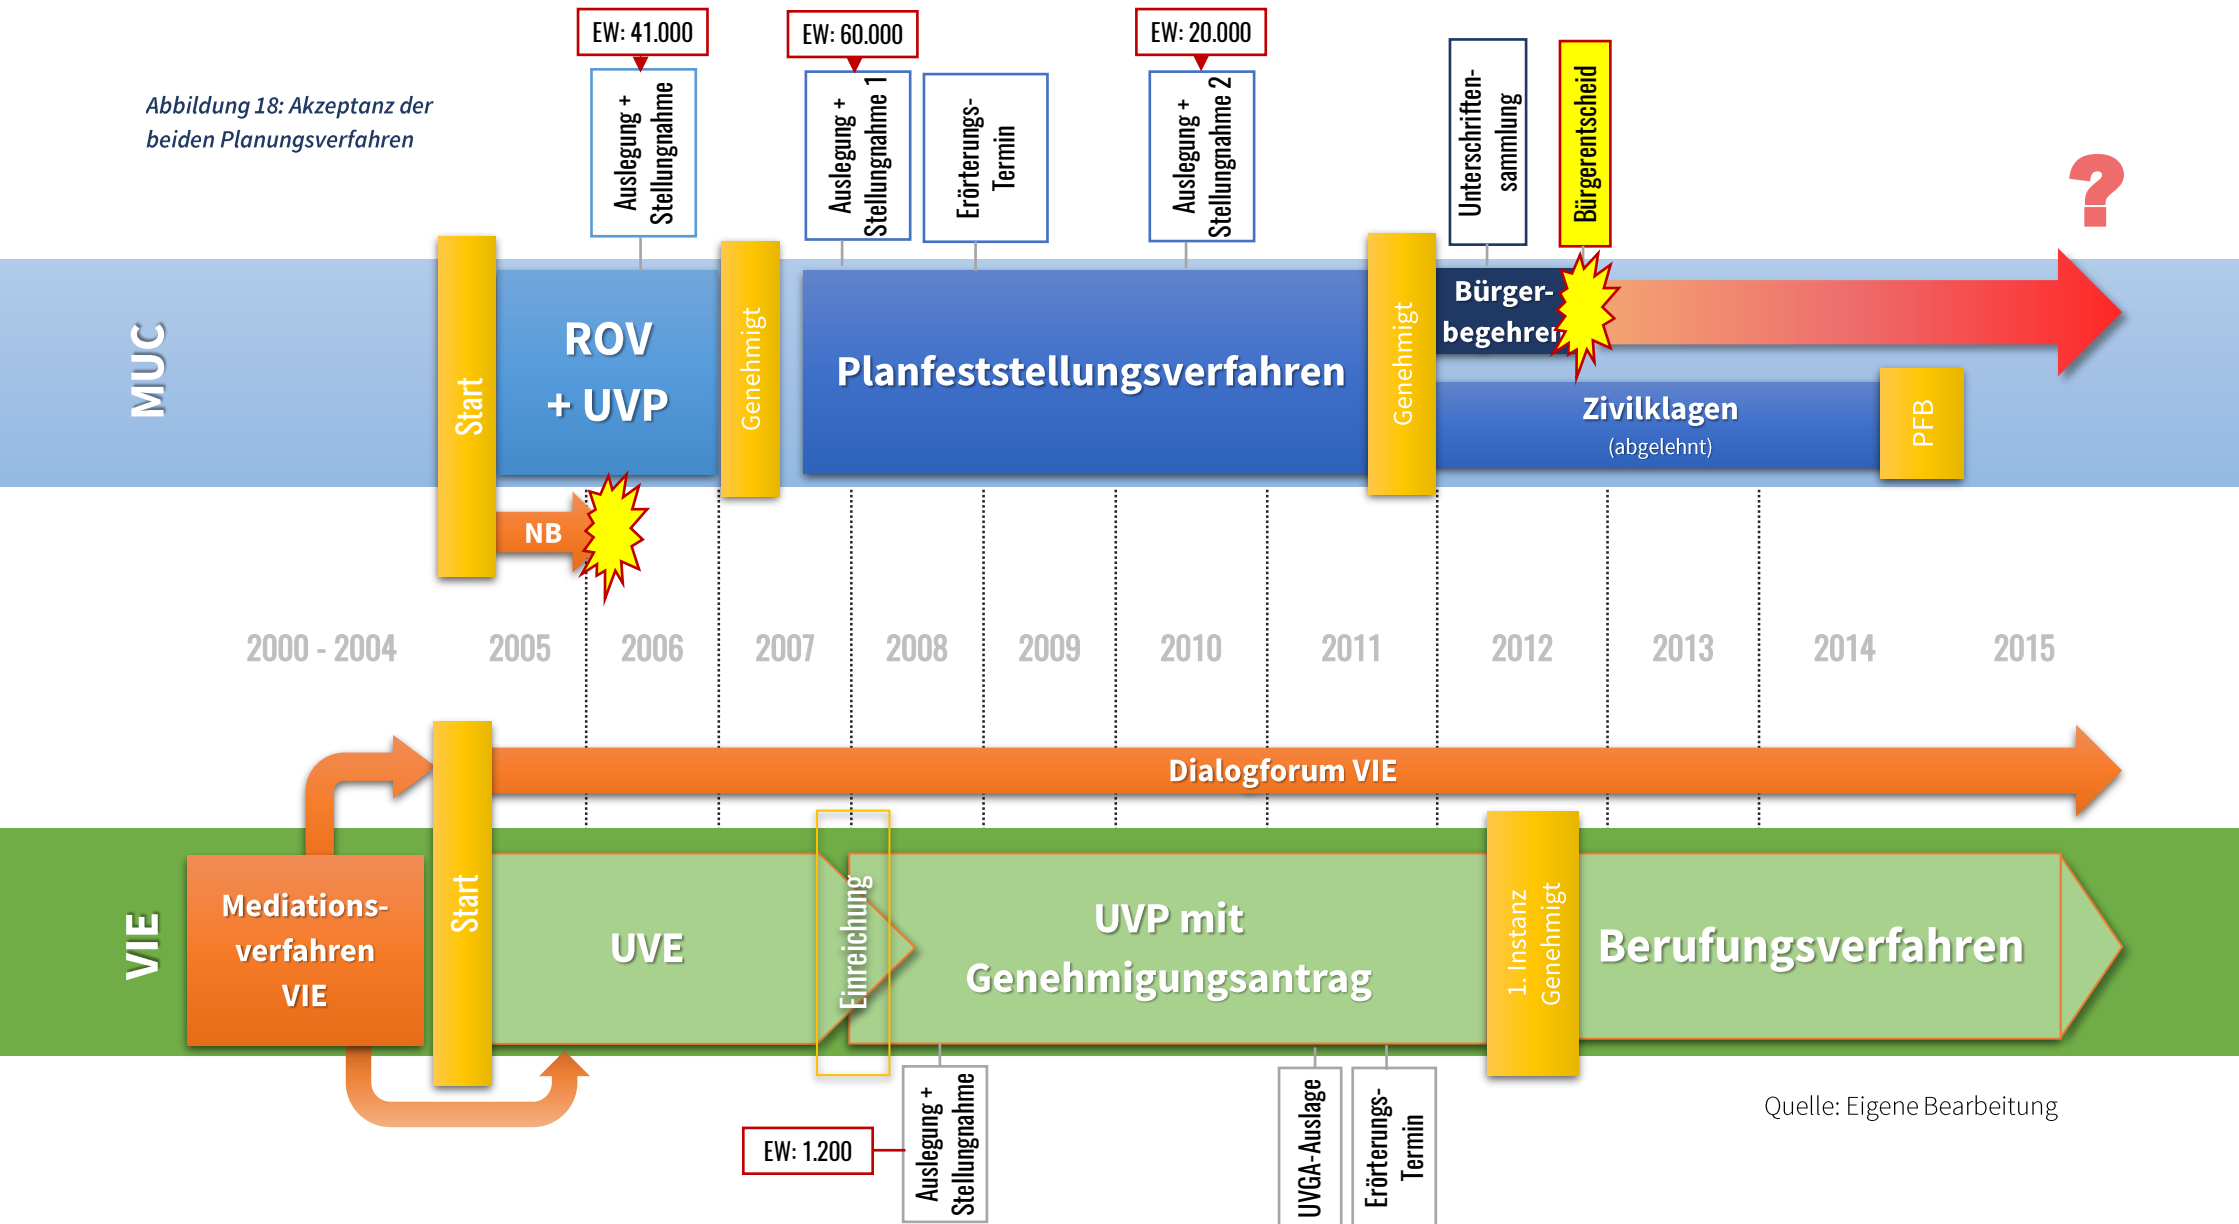 EW: 41.000
EW: 60.000
EW: 20.000
Abbildung 18: Akzeptanz der
beiden Planungsverfahren
Auslegung +
Stellungnahme
Auslegung +
Stellungnahme 1
Erörterungs-
Termin
Auslegung +
Stellungnahme 2
Unterschriften-
sammlung
Bürgerentscheid
?
MUC
Start
ROV
+ UVP
Genehmigt
Planfeststellungsverfahren
Genehmigt
Bürger-
begehren
Zivilklagen
(abgelehnt)
PFB
NB
2000 - 2004
2005
2006
2007
2008
2009
2010
2011
2012
2013
2014
2015
Dialogforum VIE
VIE
Mediations-
verfahren
VIE
Start
UVE
Einreichung
UVP mit
Genehmigungsantrag
1. Instanz
Genehmigt
Berufungsverfahren
EW: 1.200
Auslegung +
Stellungnahme
UVGA-Auslage
Erörterungs-
Termin
Quelle: Eigene Bearbeitung